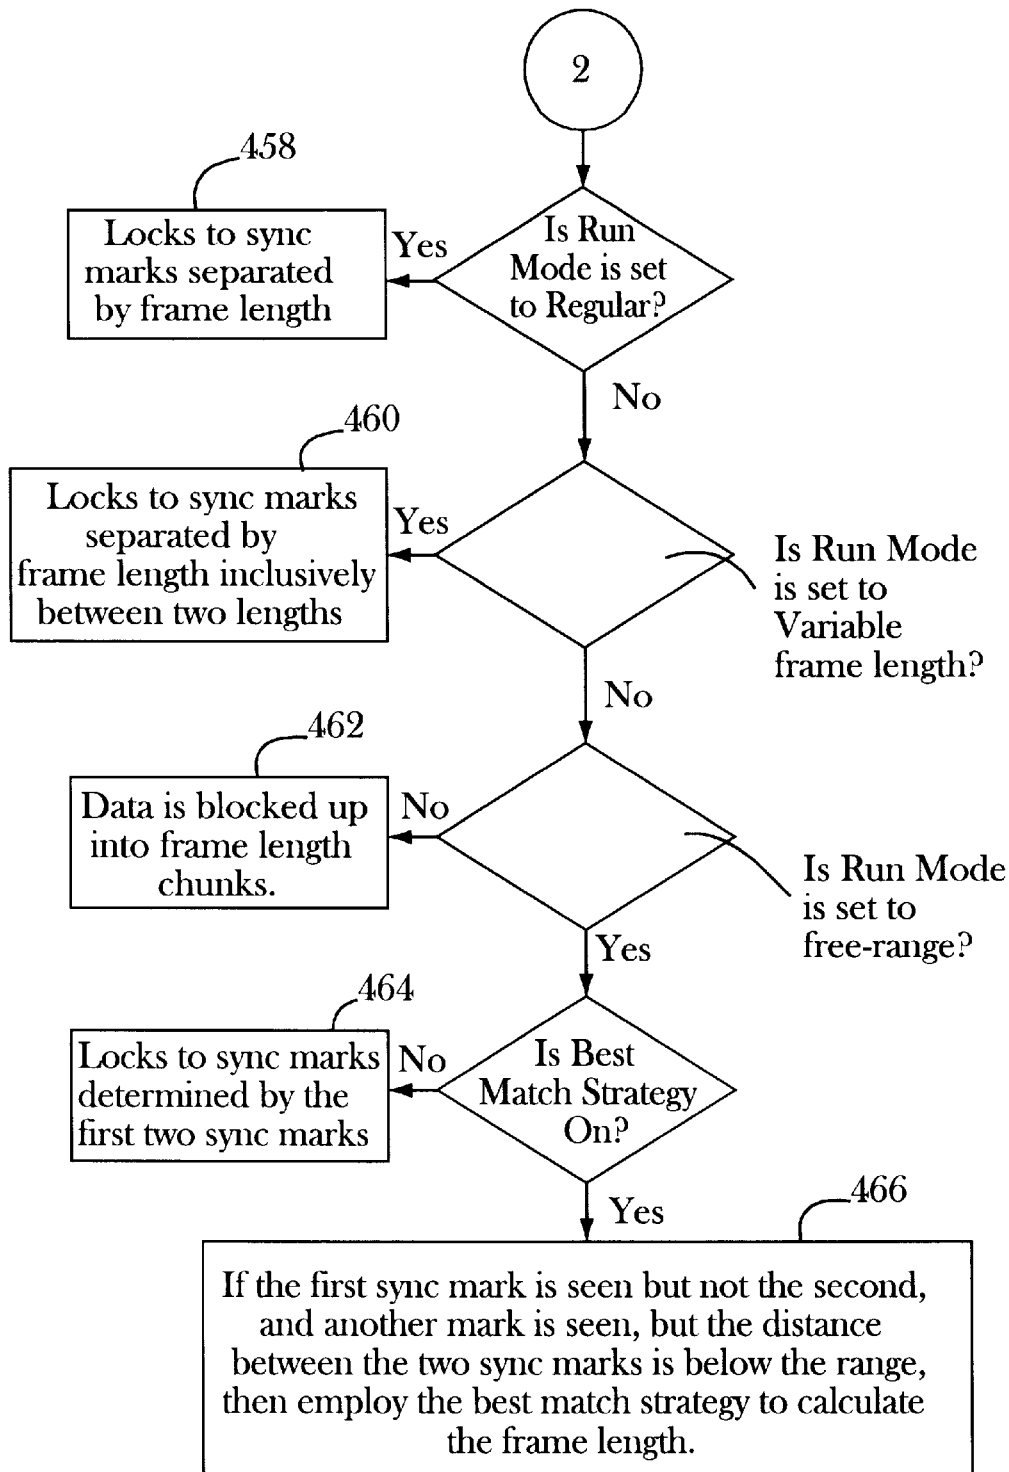 2
458
Locks to sync
marks separated
by frame length
Yes
Is Run
Mode is set
to Regular?
No
460
Locks to sync marks
separated by
frame length inclusively
between two lengths
Yes
Is Run Mode
is set to
Variable
frame length?
No
462
Data is blocked up
into frame length
chunks.
No
Is Run Mode
is set to
free-range?
Yes
464
Locks to sync marks
determined by the
first two sync marks
No
Is Best
Match Strategy
On?
Yes
466
If the first sync mark is seen but not the second,
and another mark is seen, but the distance
between the two sync marks is below the range,
then employ the best match strategy to calculate
the frame length.